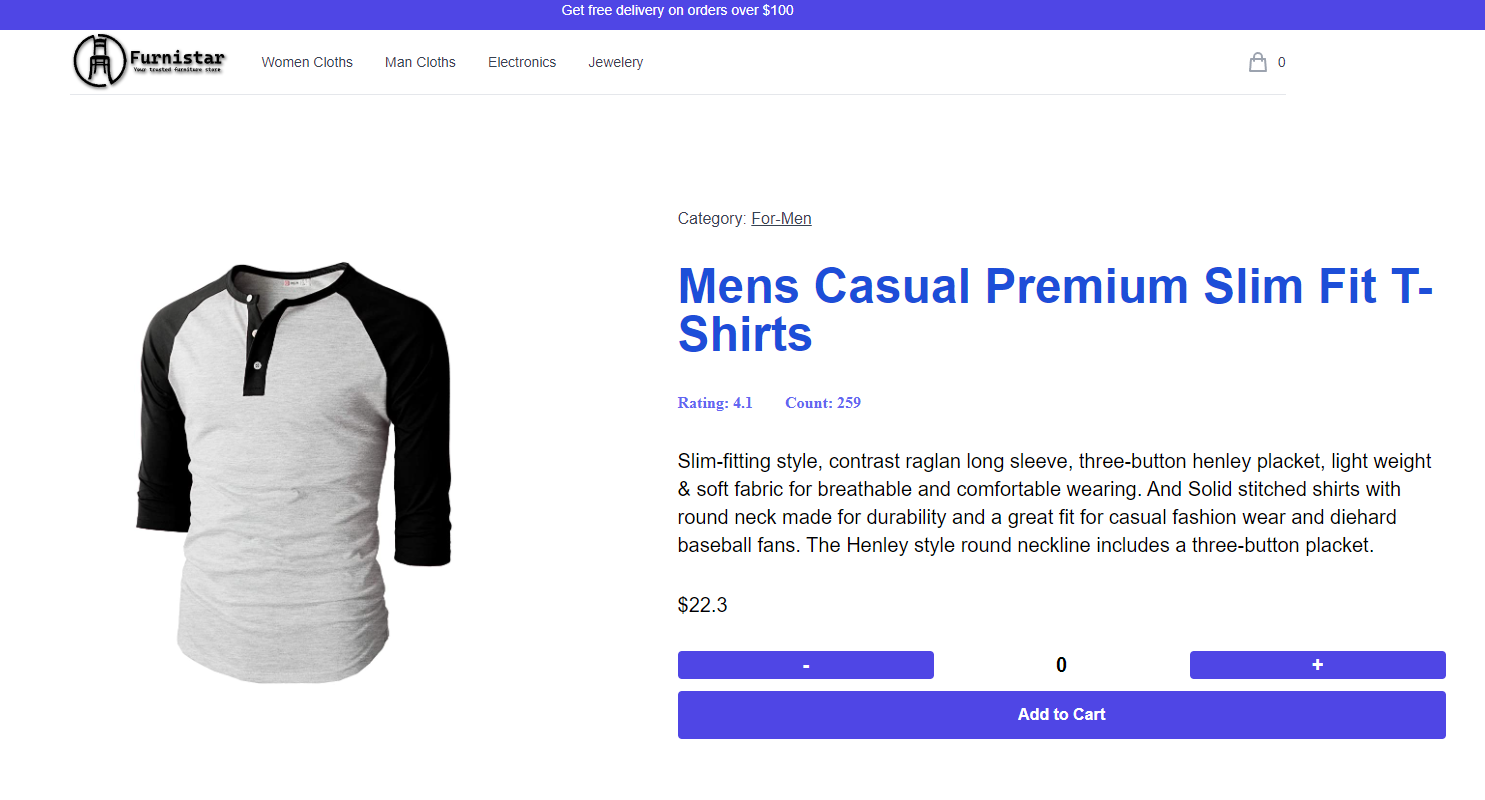 Get free delivery on orders over $100
Furnistar
Your trusted furniture store
Women Cloths
Man Cloths
Electronics
Jewelery
0
Category: For-Men
Mens Casual Premium Slim Fit T-
Shirts
Rating: 4.1
Count: 259
Slim-fitting style, contrast raglan long sleeve, three-button henley placket, light weight
& soft fabric for breathable and comfortable wearing. And Solid stitched shirts with
round neck made for durability and a great fit for casual fashion wear and diehard
baseball fans. The Henley style round neckline includes a three-button placket.
$22.3
-
0
+
Add to Cart